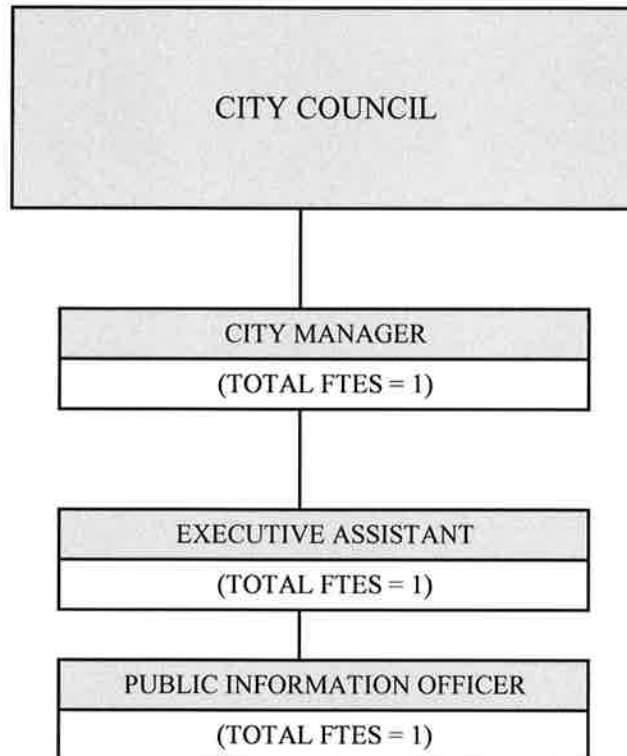 CITY COUNCIL
CITY MANAGER
(TOTAL FTES = 1)
EXECUTIVE ASSISTANT
(TOTAL FTES = 1)
PUBLIC INFORMATION OFFICER
(TOTAL FTES = 1)